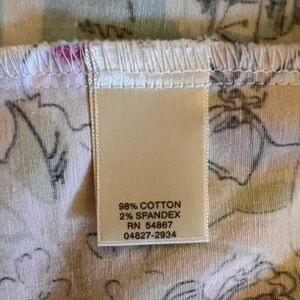 98% COTTON
2% SPANDEX
RN 54867
04827-2934